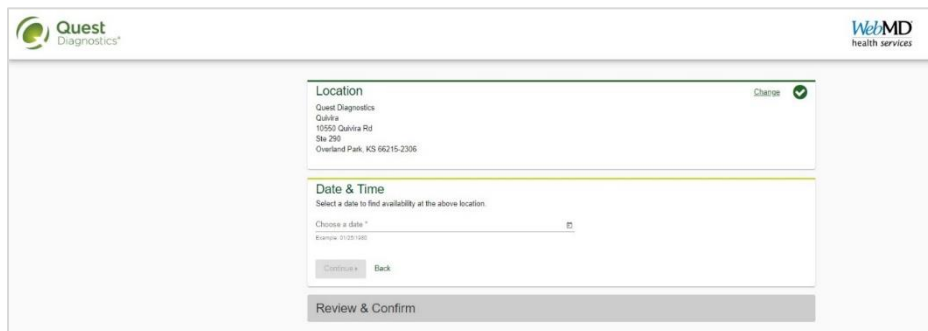 Quest
Diagnostics®
WebMD
health services
Location
Change
Quest Diagnostics
Quivira
10550 Quivira Rd
Ste 290
Overland Park, KS 66215-2306
Date & Time
Select a date to find availability at the above location
Choose a date *
Example: 01/25/1980
Continue
Back
Review & Confirm